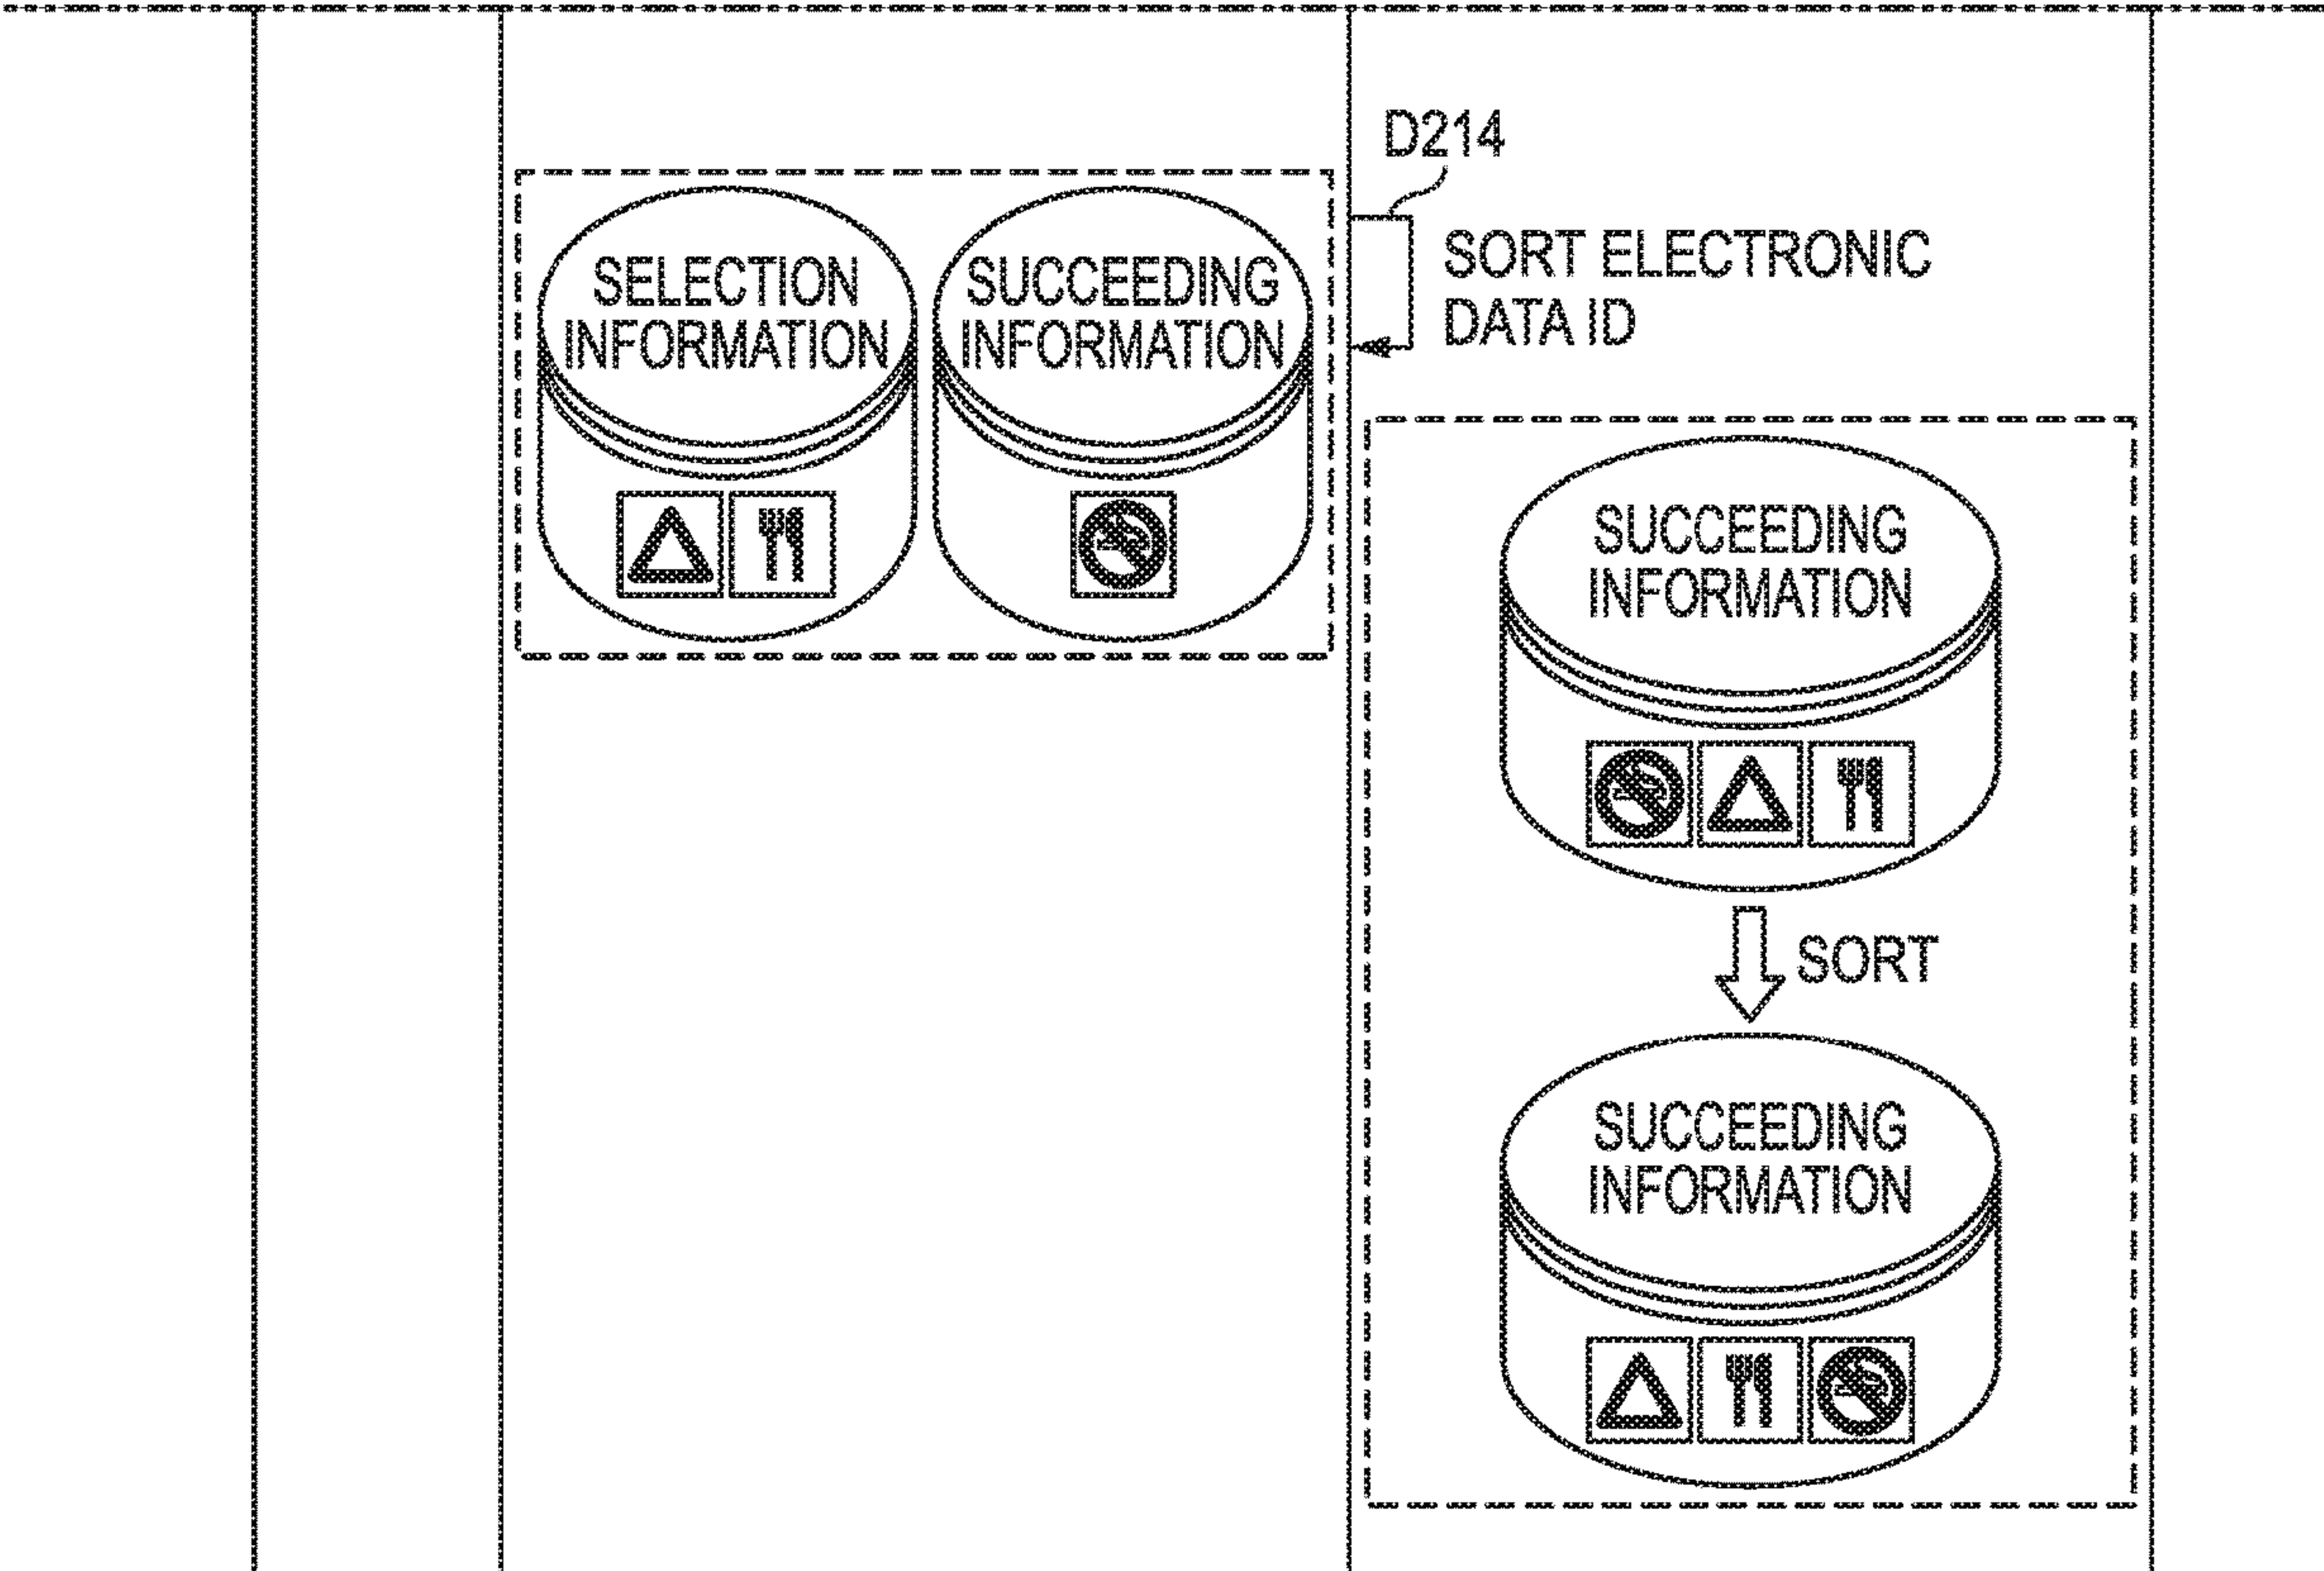 D214
SELECTION
INFORMATION
SUCCEEDING
INFORMATION
SORT ELECTRONIC
DATA ID
SUCCEEDING
INFORMATION
SORT
SUCCEEDING
INFORMATION